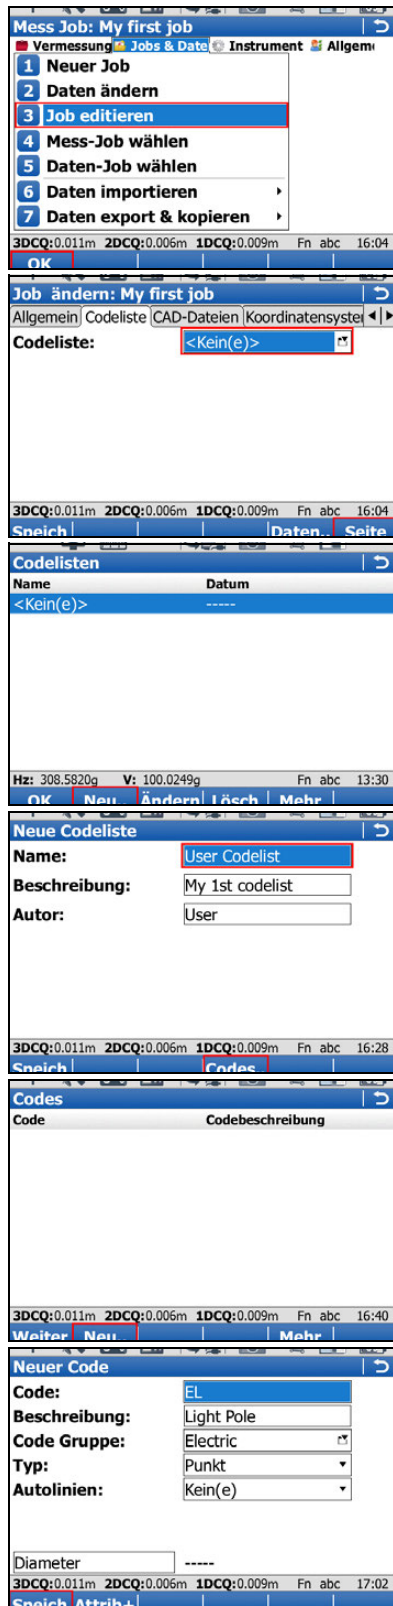 Mess Job: My first job
Vermessung Jobs & Date Instrument Allgem
1 Neuer Job
2 Daten ändern
3 Job editieren
4 Mess-Job wählen
5 Daten-Job wählen
6 Daten importieren
7 Daten export & kopieren
3DCQ:0.011m 2DCQ:0.006m 1DCQ:0.009m Fn abc 16:04
OK
Job ändern: My first job
Allgemein Codeliste CAD-Dateien Koordinatensyster
Codeliste: <Kein(e)>
3DCQ:0.011m 2DCQ:0.006m 1DCQ:0.009m Fn abc 16:04
Speich Daten.. Seite
Codelisten
Name Datum
<Kein(e)> -----
Hz: 308.5820g V: 100.0249g Fn abc 13:30
OK Neu.. Ändern Lösch Mehr
Neue Codeliste
Name: User Codelist
Beschreibung: My 1st codelist
Autor: User
3DCQ:0.011m 2DCQ:0.006m 1DCQ:0.009m Fn abc 16:28
Speich Codes..
Codes
Code Codebeschreibung
3DCQ:0.011m 2DCQ:0.006m 1DCQ:0.009m Fn abc 16:40
Weiter Neu.. Mehr
Neuer Code
Code: EL
Beschreibung: Light Pole
Code Gruppe: Electric
Typ: Punkt
Autolinien: Kein(e)
Diameter -----
3DCQ:0.011m 2DCQ:0.006m 1DCQ:0.009m Fn abc 17:02
Speich Attrib+